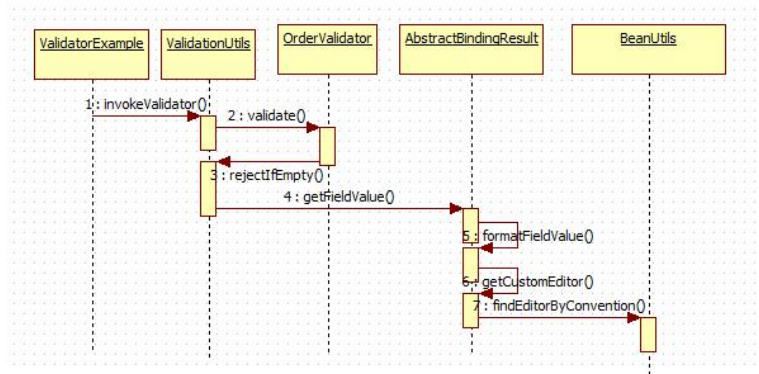 ValidatorExample
ValidationUtils
OrderValidator
AbstractBindingResult
BeanUtils
1 : invokeValidator()
2 : validate()
3 : rejectIfEmpty()
4 : getFieldValue()
5 : formatFieldValue()
6 : getCustomEditor()
7 : findEditorByConvention()